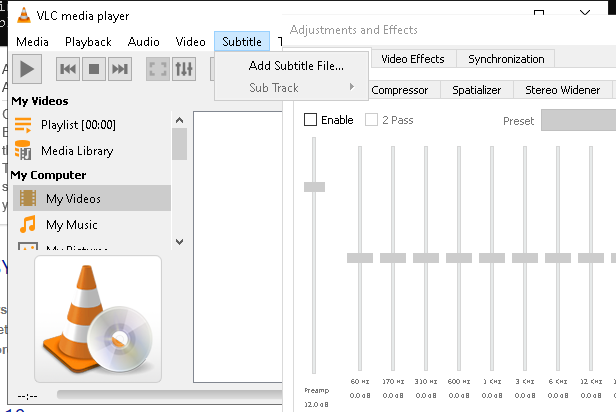 VLC media player
Media Playback Audio Video Subtitle T
Add Subtitle File...
Sub Track
My Videos
Playlist [00:00]
Media Library
My Computer
My Videos
My Music
My Pictures
--:--
Adjustments and Effects
Video Effects Synchronization
Compressor Spatializer Stereo Widener
Enable 2 Pass Preset
60 Hz 170 Hz 310 Hz 600 Hz 1 KHz 3 KHz 6 KHz 12 KHz
Preamp
0.0 dB 0.0 dB 0.0 dB 0.0 dB 0.0 dB 0.0 dB 0.0 dB 0.0 dB
12.0 dB